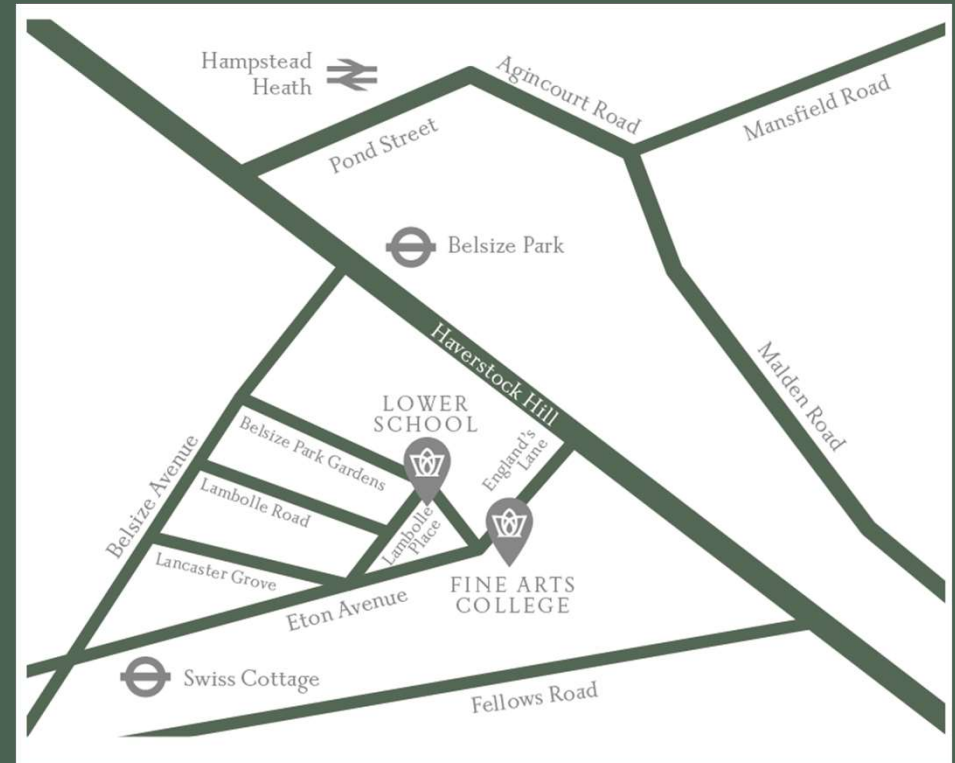 Hampstead
Heath
Agincourt Road
Mansfield Road
Pond Street
Belsize Park
Haverstock Hill
Malden Road
LOWER
SCHOOL
England's
Lane
Belsize Park Gardens
Belsize Avenue
Lambolle Road
Lambolle
Place
Lancaster Grove
FINE ARTS
COLLEGE
Eton Avenue
Swiss Cottage
Fellows Road